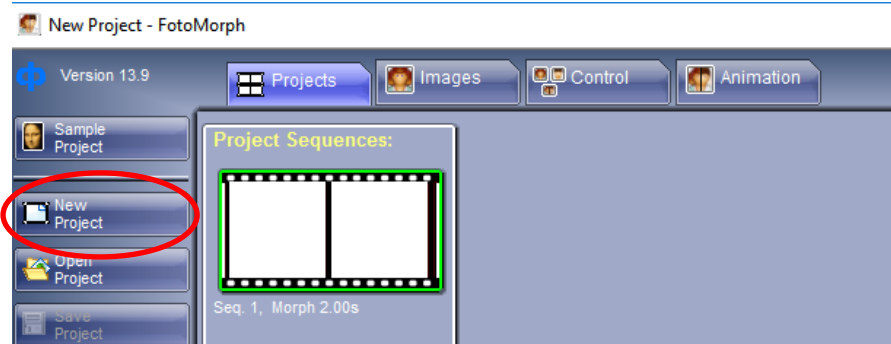 New Project - FotoMorph
Version 13.9
Projects
Images
Control
Animation
Sample
Project
New
Project
Open
Project
Save
Project
Project Sequences:
Seq. 1, Morph 2.00s